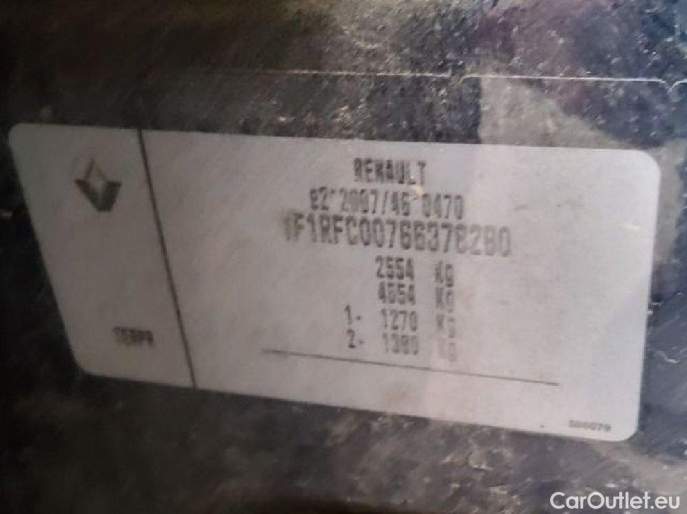 RENAULT
e2*2007/46*0470
VF1RFC00766378280
2554 Kg
4554 Kg
1- 1270 Kg
2- 1380 Kg
CarOutlet.eu